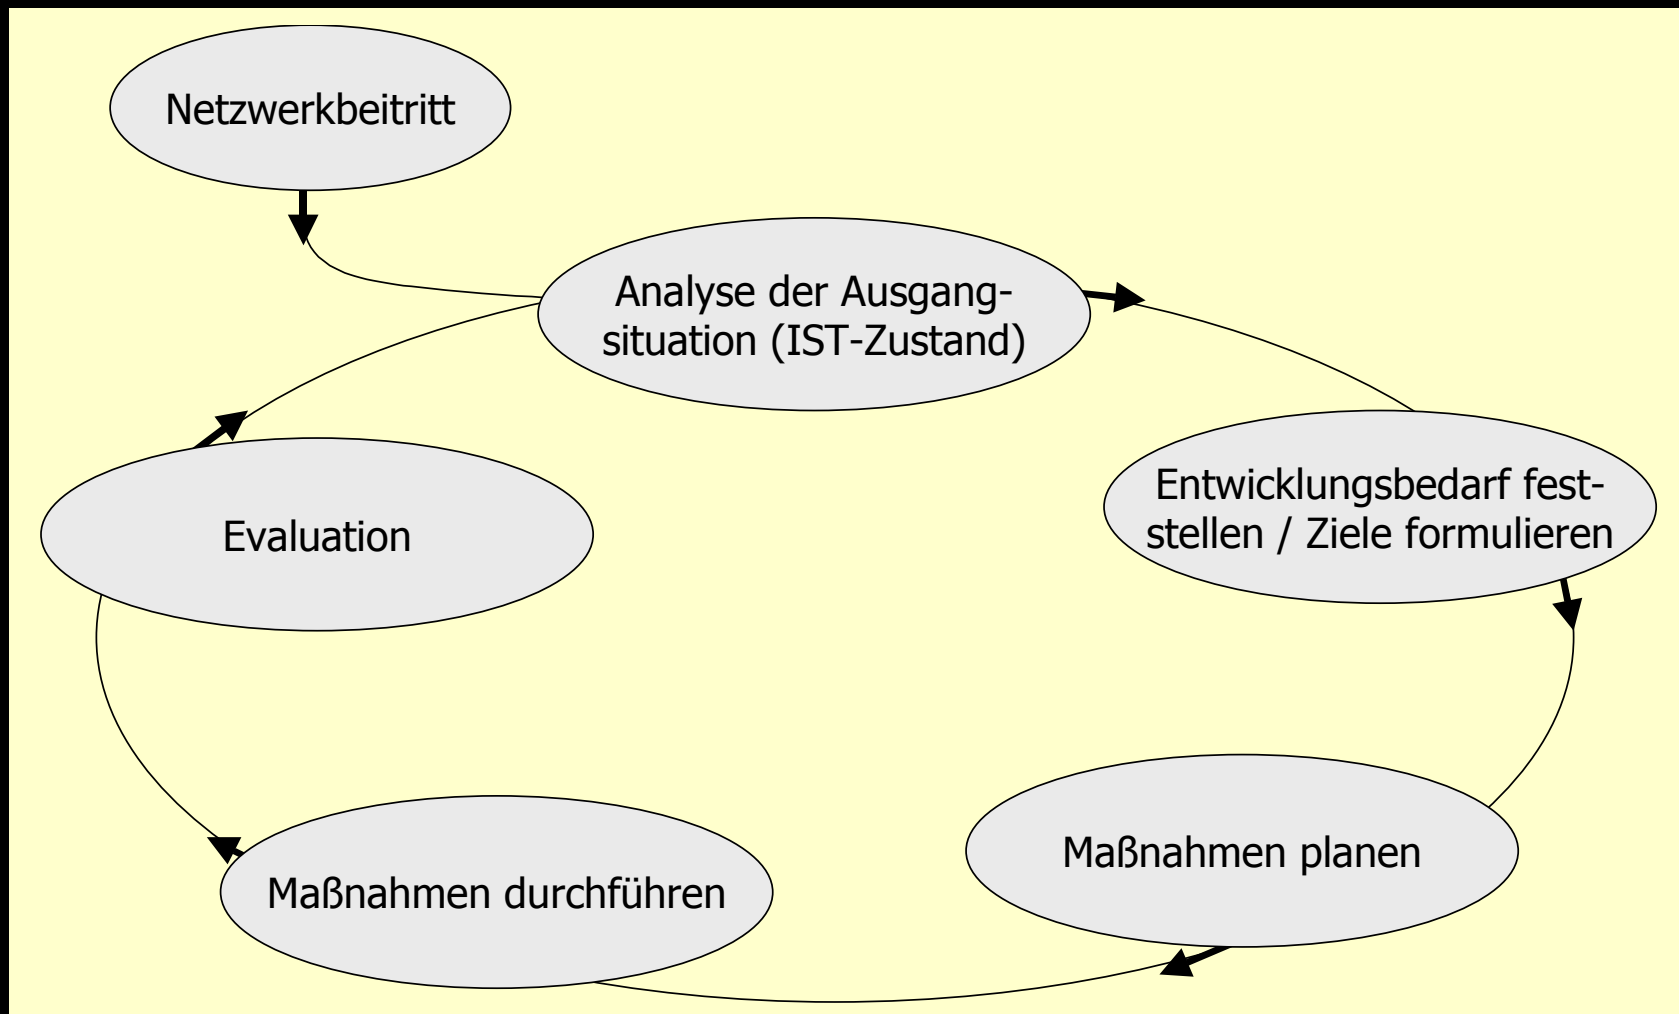 Netzwerkbeitritt
Analyse der Ausgang-
situation (IST-Zustand)
Entwicklungsbedarf fest-
stellen / Ziele formulieren
Evaluation
Maßnahmen planen
Maßnahmen durchführen